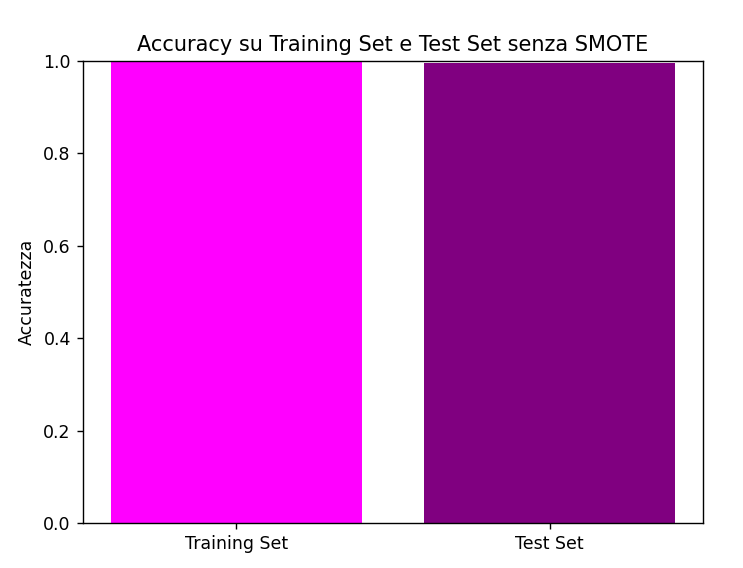 Accuracy su Training Set e Test Set senza SMOTE
1.0
0.8
0.6
0.4
0.2
0.0
Accuratezza
Training Set
Test Set